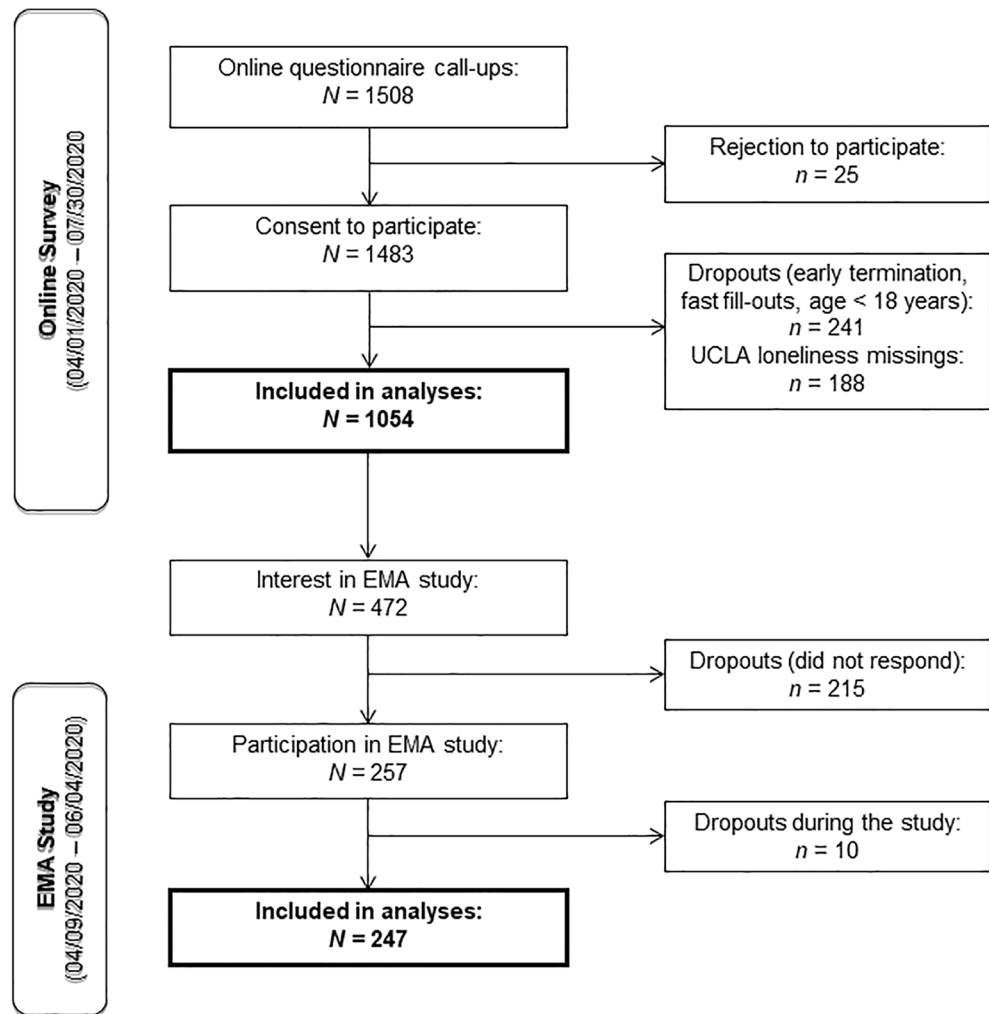 Online Survey
((04/01/2020 – 07/30/2020
Online questionnaire call-ups:
N = 1508
Rejection to participate:
n = 25
Consent to participate:
N = 1483
Dropouts (early termination,
fast fill-outs, age < 18 years):
n = 241
UCLA loneliness missings:
n = 188
Included in analyses:
N = 1054
Interest in EMA study:
N = 472
Dropouts (did not respond):
n = 215
EMA Study
(04/09/2020 – 06/04/2020)
Participation in EMA study:
N = 257
Dropouts during the study:
n = 10
Included in analyses:
N = 247